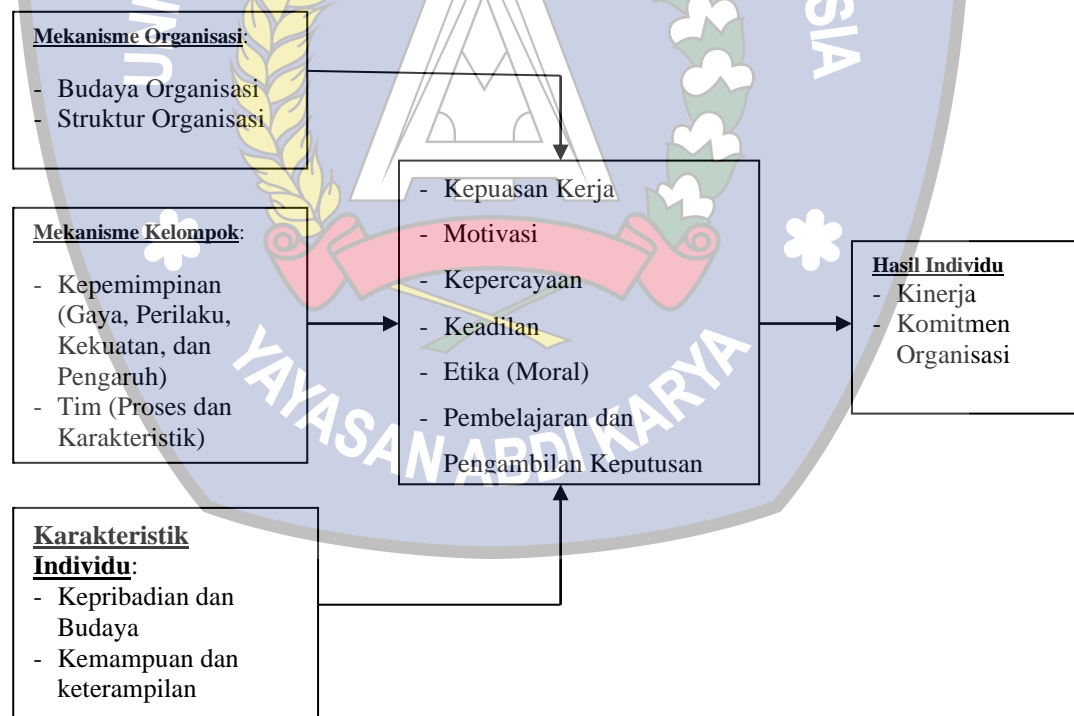 Mekanisme Organisasi:
- Budaya Organisasi
- Struktur Organisasi
Mekanisme Kelompok:
- Kepemimpinan
(Gaya, Perilaku,
Kekuatan, dan
Pengaruh)
- Tim (Proses dan
Karakteristik)
Karakteristik
Individu:
- Kepribadian dan
Budaya
- Kemampuan dan
keterampilan
- Kepuasan Kerja
- Motivasi
- Kepercayaan
- Keadilan
- Etika (Moral)
- Pembelajaran dan
Pengambilan Keputusan
Hasil Individu
- Kinerja
- Komitmen
Organisasi
YAYASAN ABDI KARYA